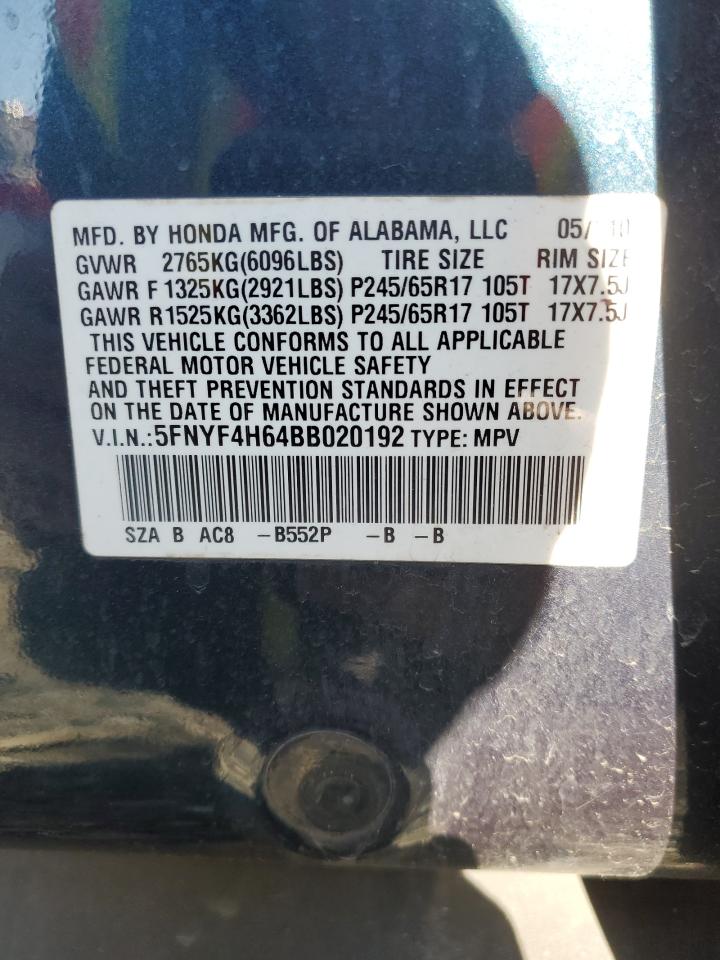 MFD. BY HONDA MFG. OF ALABAMA, LLC 05/10
GVWR 2765KG(6096LBS) TIRE SIZE RIM SIZE
GAWR F 1325KG(2921LBS) P245/65R17 105T 17X7.5J
GAWR R1525KG(3362LBS) P245/65R17 105T 17X7.5J
THIS VEHICLE CONFORMS TO ALL APPLICABLE
FEDERAL MOTOR VEHICLE SAFETY
AND THEFT PREVENTION STANDARDS IN EFFECT
ON THE DATE OF MANUFACTURE SHOWN ABOVE.
V.I.N.:5FNYF4H64BB020192 TYPE: MPV
SZA B AC8 -B552P -B -B